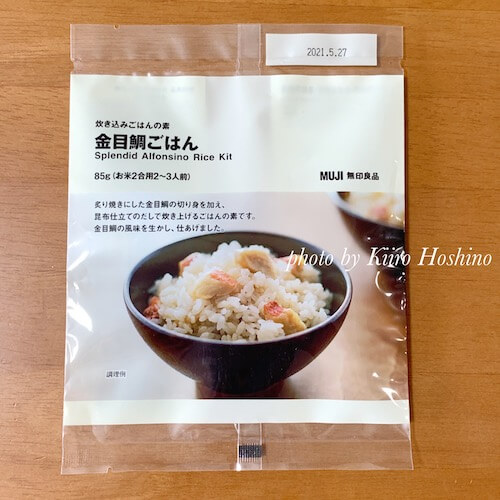 2021.5.27
炊き込みごはんの素
金目鯛ごはん
Splendid Alfonsino Rice Kit
85g(お米2合用2〜3人前)
MUJI 無印良品
炙り焼きにした金目鯛の切り身を加え、
昆布仕立てのだしで炊き上げるごはんの素です。
金目鯛の風味を生かし、仕あげました。
photo by Kiiro Hoshino
調理例